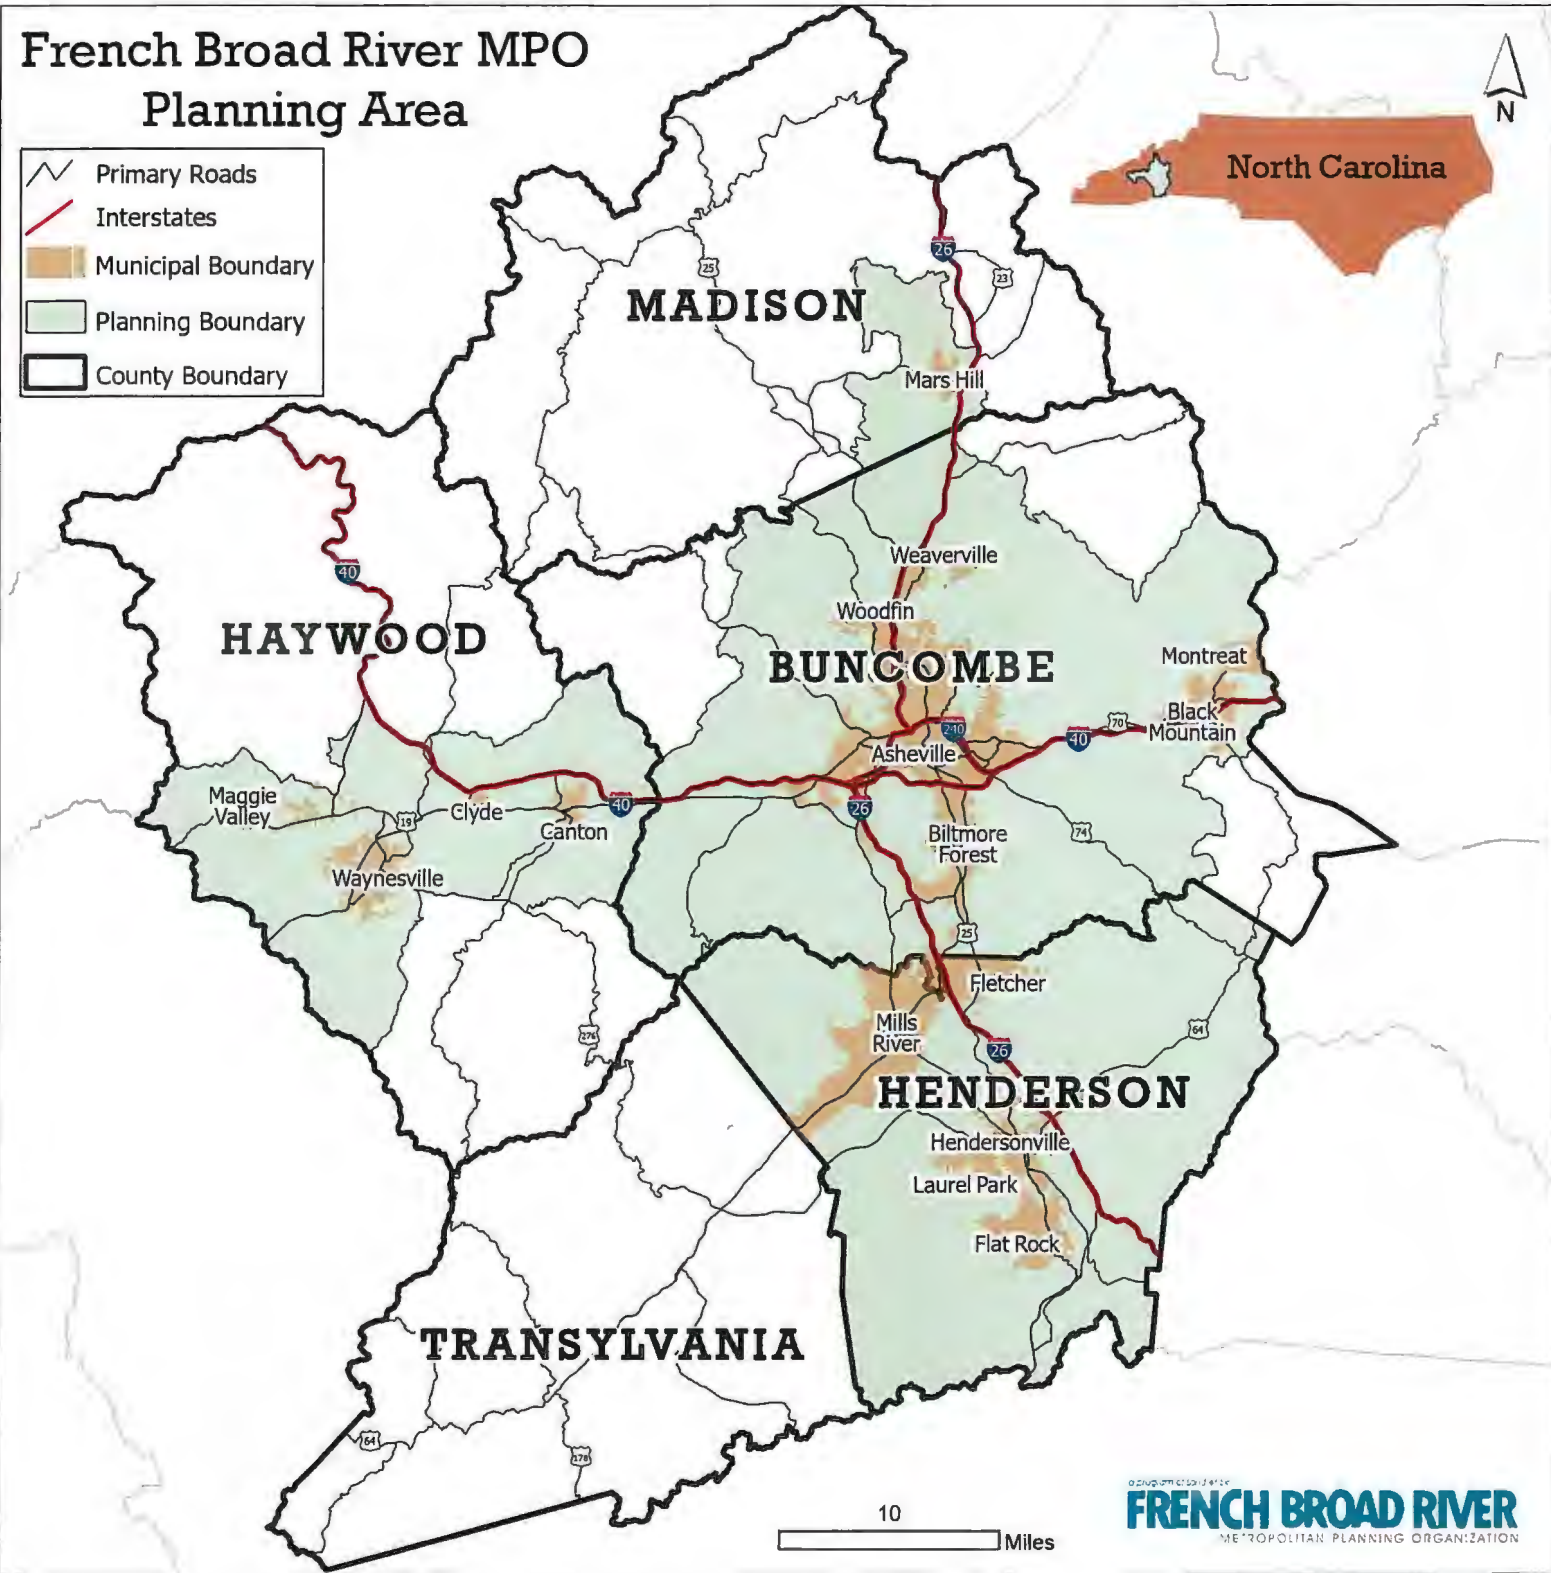 French Broad River MPO
Planning Area
Primary Roads
Interstates
Municipal Boundary
Planning Boundary
County Boundary
N
North Carolina
26
23
25
MADISON
Mars Hill
40
Weaverville
Woodfin
HAYWOOD
BUNCOMBE
Montreat
Black
Mountain
70
240
40
Asheville
Maggie
Valley
19
Clyde
40
Canton
26
Biltmore
Forest
74
Waynesville
25
Fletcher
Mills
River
276
64
26
HENDERSON
Hendersonville
Laurel Park
Flat Rock
TRANSYLVANIA
64
178
10
Miles
FRENCH BROAD RIVER
METROPOLITAN PLANNING ORGANIZATION